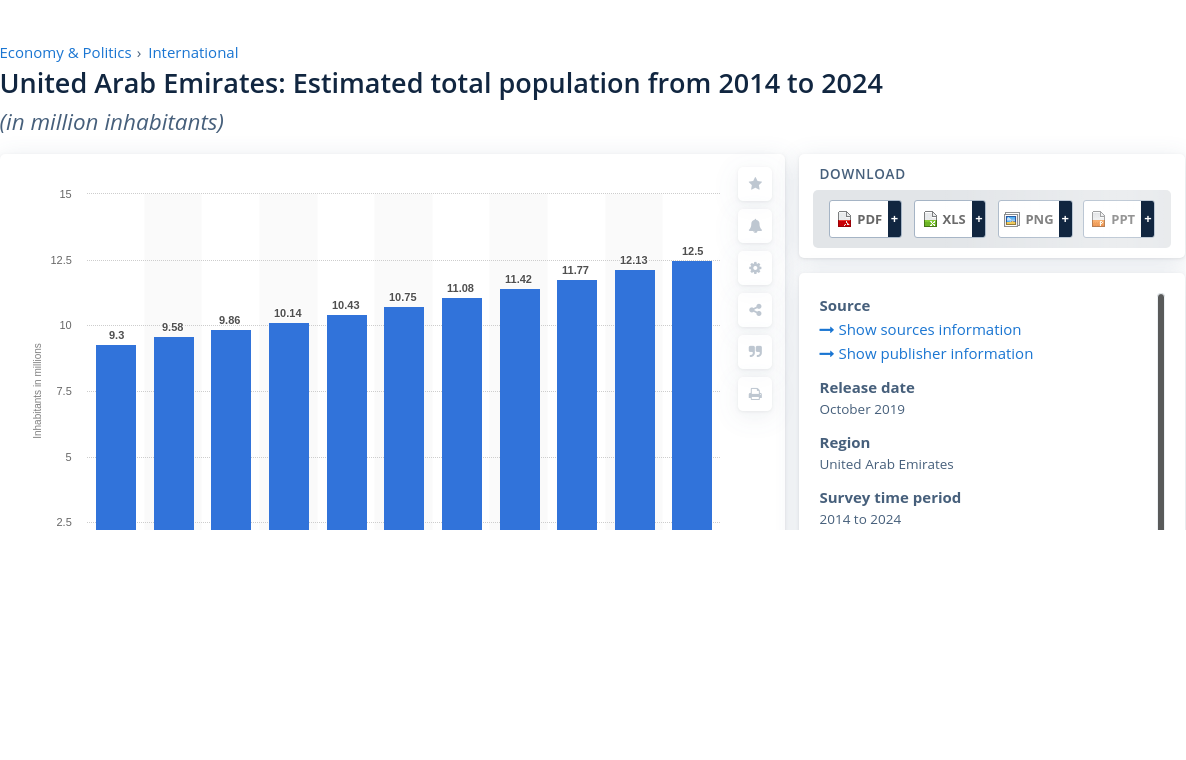 Economy & Politics › International
United Arab Emirates: Estimated total population from 2014 to 2024
(in million inhabitants)
15
12.5
10
7.5
5
2.5
Inhabitants in millions
9.3
9.58
9.86
10.14
10.43
10.75
11.08
11.42
11.77
12.13
12.5
DOWNLOAD
PDF + XLS + PNG + PPT +
Source
Show sources information
Show publisher information
Release date
October 2019
Region
United Arab Emirates
Survey time period
2014 to 2024